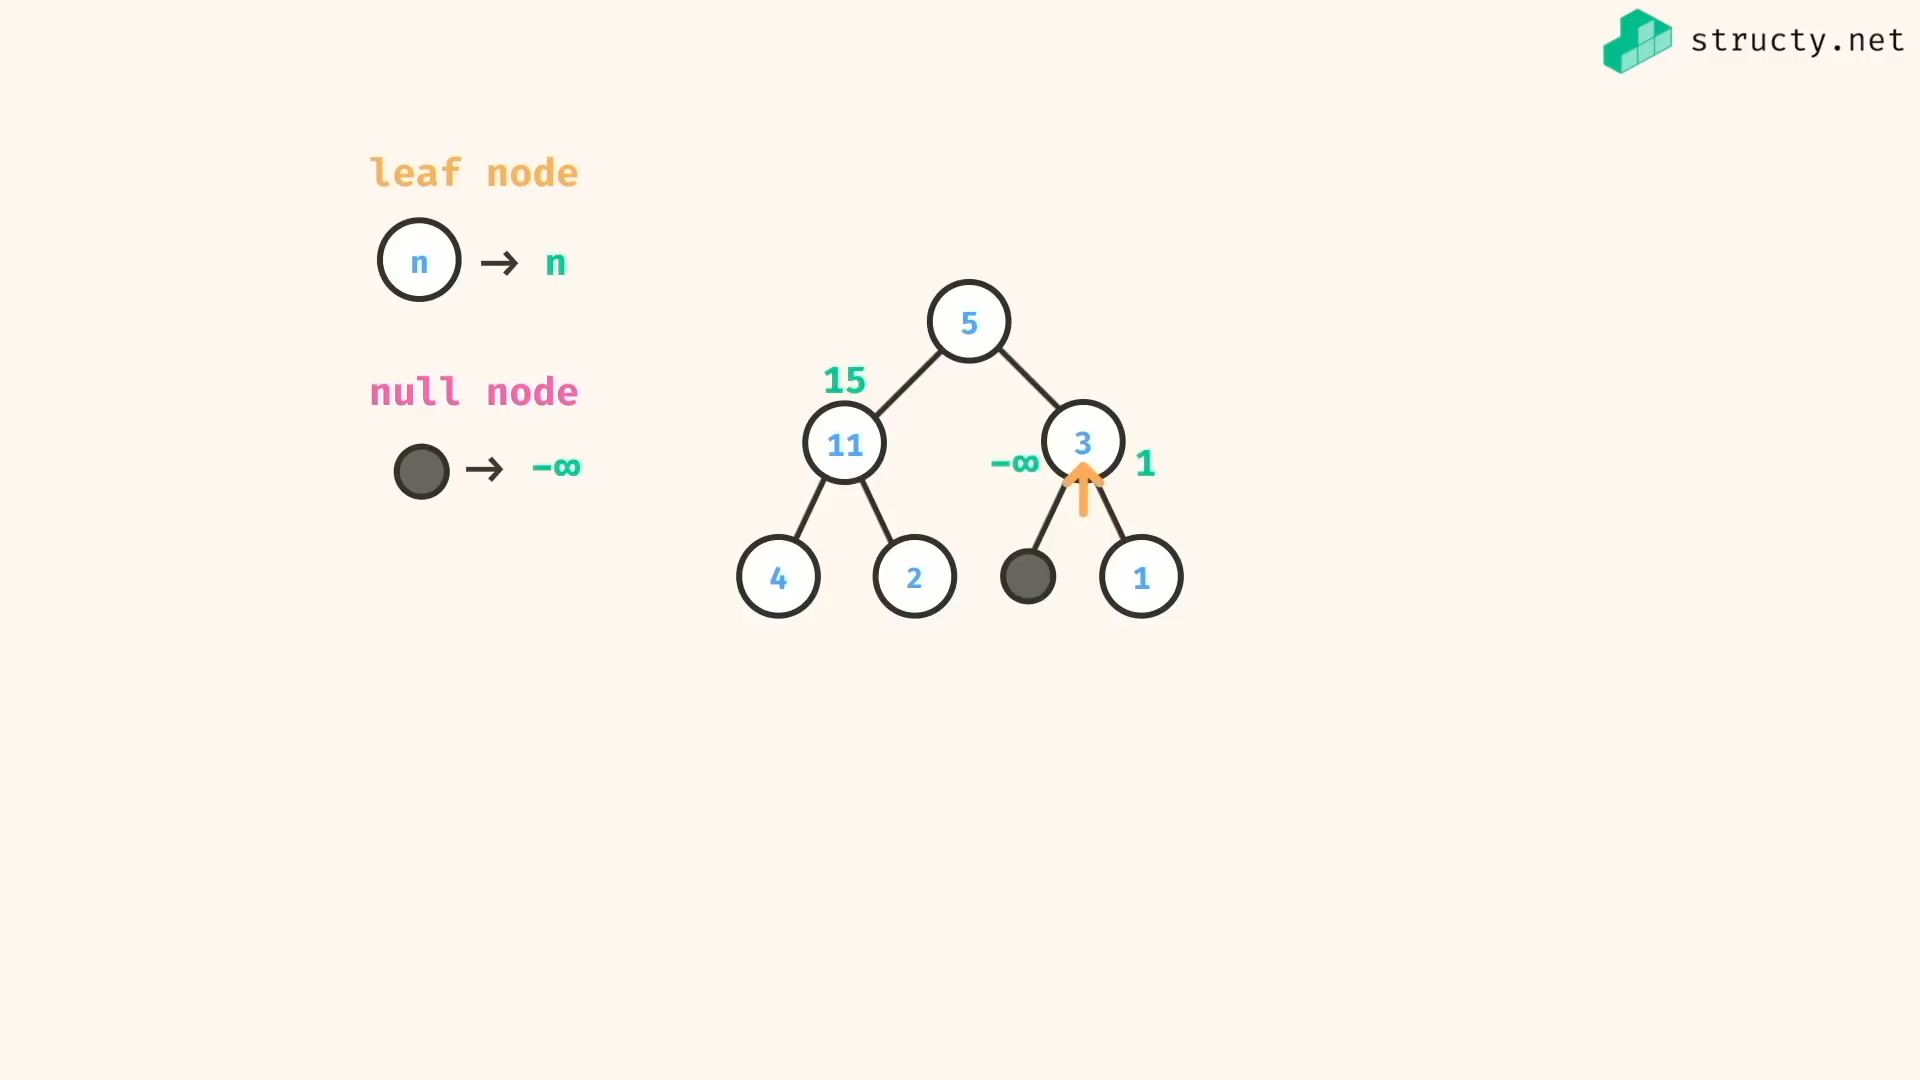 structy.net
leaf node
n → n
null node
→ -∞
5
15
11
3
-∞
1
4
2
1